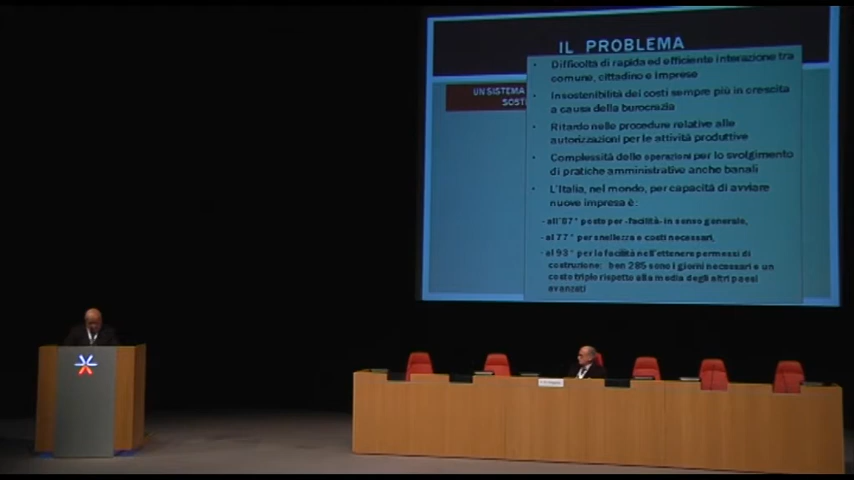 IL PROBLEMA
UN SISTEMA
SOST
• Difficoltà di rapida ed efficiente interazione tra
comune, cittadino e imprese
• Insostenibilità dei costi sempre più in crescita
a causa della burocrazia
• Ritardo nelle procedure relative alle
autorizzazioni per le attività produttive
• Complessità delle operazioni per lo svolgimento
di pratiche amministrative anche banali
• L'Italia, nel mondo, per capacità di avviare
nuove impresa è:
- all'87° posto per «facilità» in senso generale,
- al 77° per snellezza e costi necessari,
- al 93° per la facilità nell'ottenere permessi di
costruzione: ben 285 sono i giorni necessari e un
costo triplo rispetto alla media degli altri paesi
avanzati